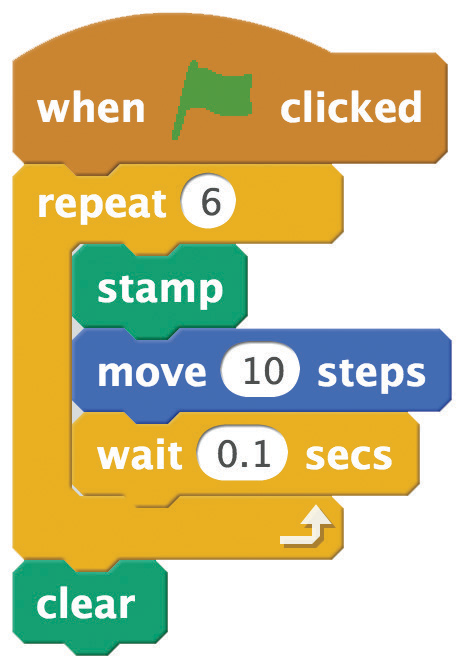 when clicked
repeat 6
stamp
move 10 steps
wait 0.1 secs
clear